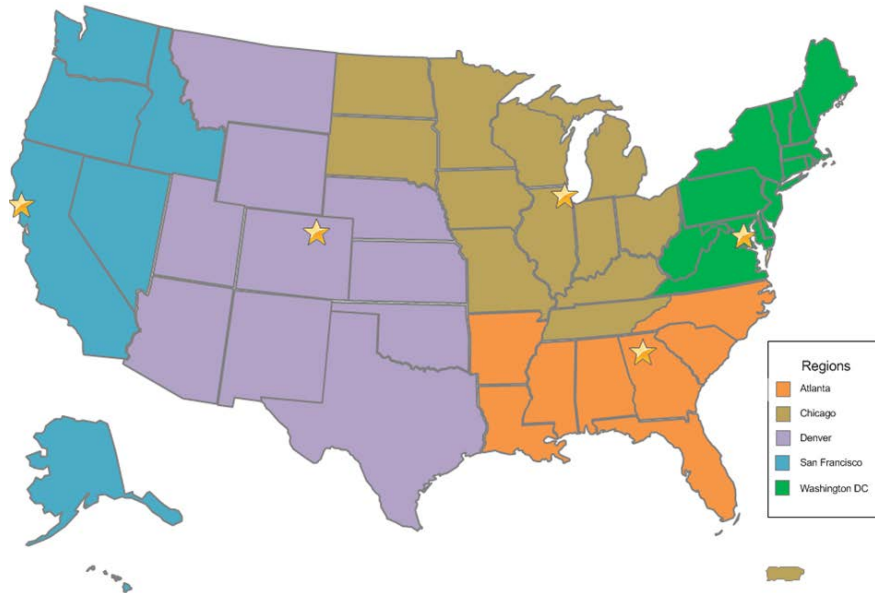 Regions
Atlanta
Chicago
Denver
San Francisco
Washington DC